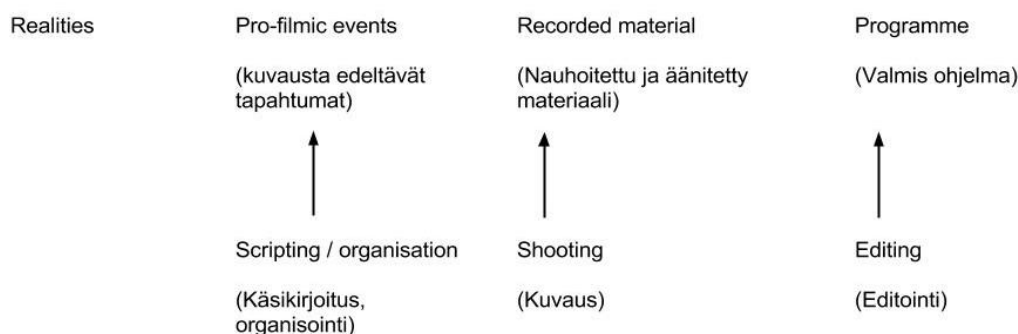 Realities
Pro-filmic events
(kuvausta edeltävät
tapahtumat)
Recorded material
(Nauhoitettu ja äänitetty
materiaali)
Programme
(Valmis ohjelma)
Scripting / organisation
(Käsikirjoitus,
organisointi)
Shooting
(Kuvaus)
Editing
(Editointi)